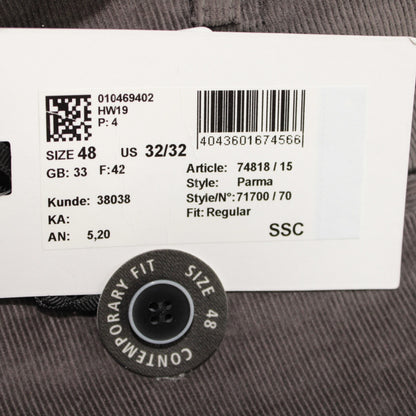 010469402
HW19
P: 4
4043601674566
SIZE 48 US 32/32
GB: 33 F: 42
Article: 74818 / 15
Style: Parma
Style/N°: 71700 / 70
Fit: Regular
Kunde: 38038
KA:
AN: 5,20
SSC
CONTEMPORARY FIT SIZE 48